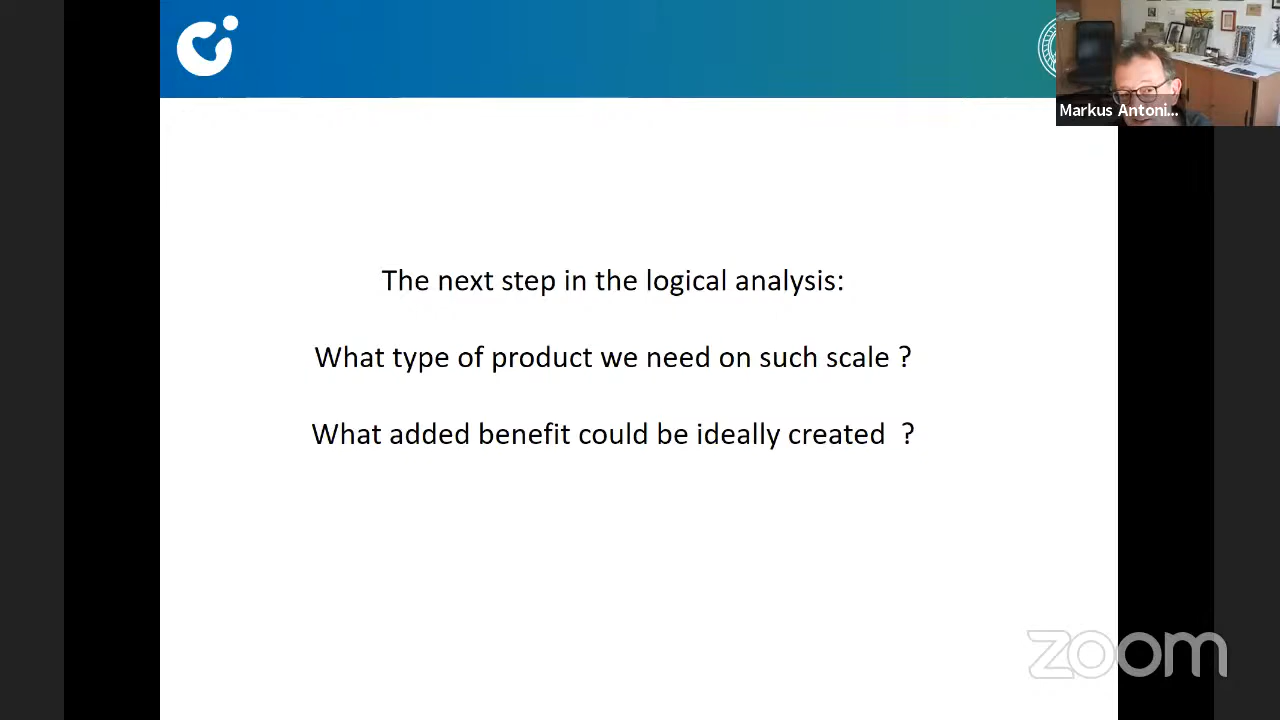 Markus Antoni...
The next step in the logical analysis:
What type of product we need on such scale ?
What added benefit could be ideally created  ?
zoom